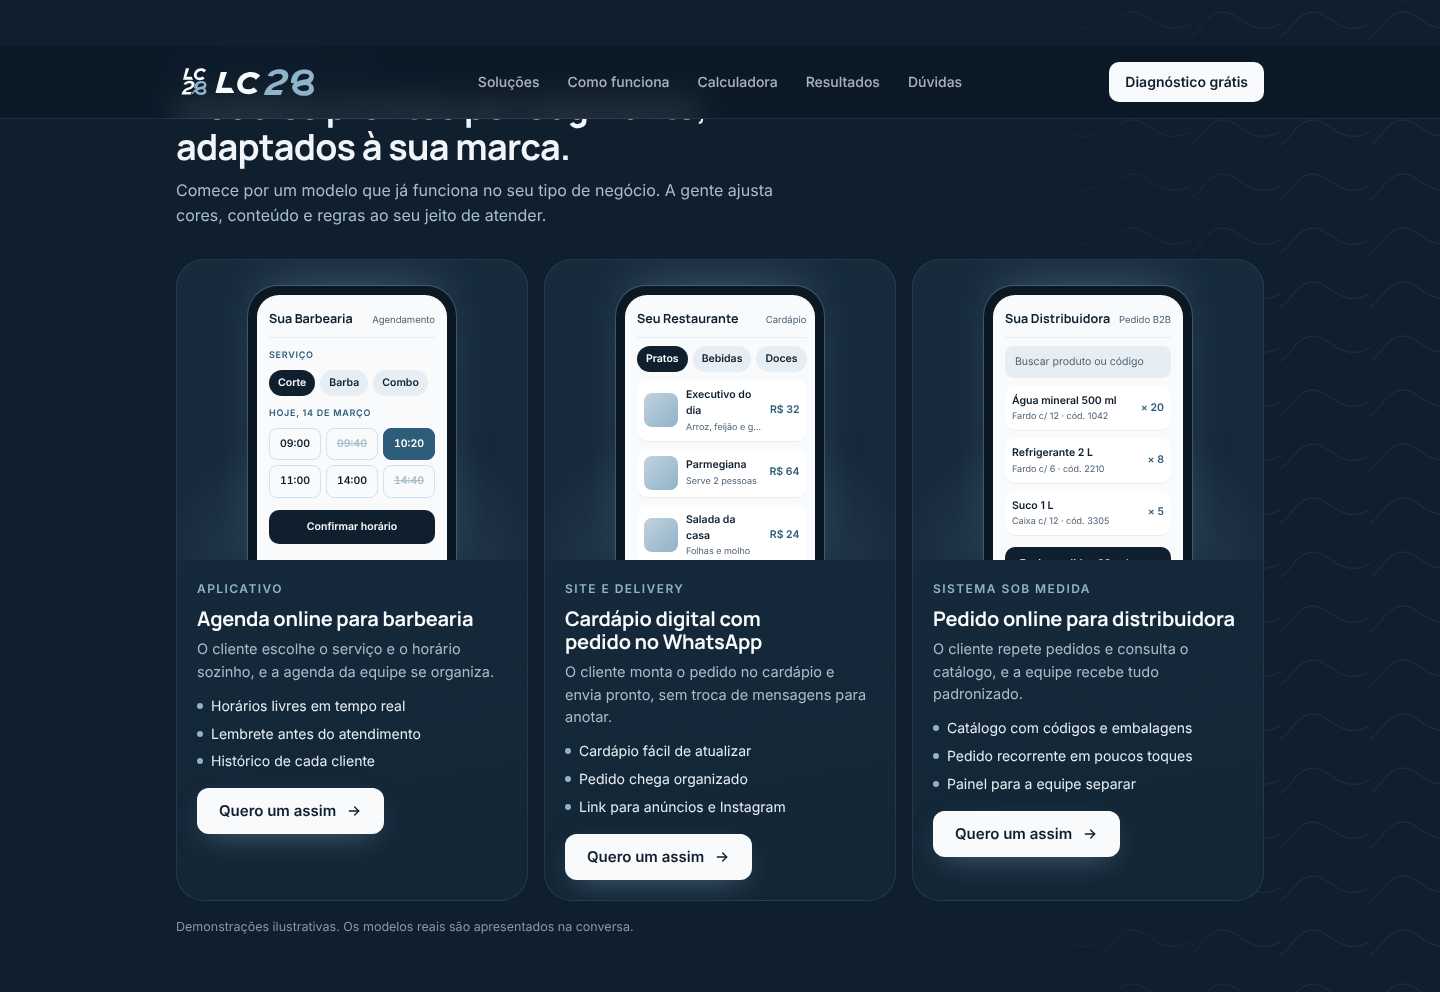 LC
28
LC 28
Soluções
Como funciona
Calculadora
Resultados
Dúvidas
Diagnóstico grátis
adaptados à sua marca.
Comece por um modelo que já funciona no seu tipo de negócio. A gente ajusta
cores, conteúdo e regras ao seu jeito de atender.
Sua Barbearia
Agendamento
SERVIÇO
Corte
Barba
Combo
HOJE, 14 DE MARÇO
09:00
09:40
10:20
11:00
14:00
14:40
Confirmar horário
APLICATIVO
Agenda online para barbearia
O cliente escolhe o serviço e o horário
sozinho, e a agenda da equipe se organiza.
Horários livres em tempo real
Lembrete antes do atendimento
Histórico de cada cliente
Quero um assim →
Seu Restaurante
Cardápio
Pratos
Bebidas
Doces
Executivo do
dia
Arroz, feijão e g...
R$ 32
Parmegiana
Serve 2 pessoas
R$ 64
Salada da
casa
Folhas e molho
R$ 24
SITE E DELIVERY
Cardápio digital com
pedido no WhatsApp
O cliente monta o pedido no cardápio e
envia pronto, sem troca de mensagens para
anotar.
Cardápio fácil de atualizar
Pedido chega organizado
Link para anúncios e Instagram
Quero um assim →
Sua Distribuidora
Pedido B2B
Buscar produto ou código
Água mineral 500 ml
Fardo c/ 12 · cód. 1042
× 20
Refrigerante 2 L
Fardo c/ 6 · cód. 2210
× 8
Suco 1 L
Caixa c/ 12 · cód. 3305
× 5
SISTEMA SOB MEDIDA
Pedido online para distribuidora
O cliente repete pedidos e consulta o
catálogo, e a equipe recebe tudo
padronizado.
Catálogo com códigos e embalagens
Pedido recorrente em poucos toques
Painel para a equipe separar
Quero um assim →
Demonstrações ilustrativas. Os modelos reais são apresentados na conversa.